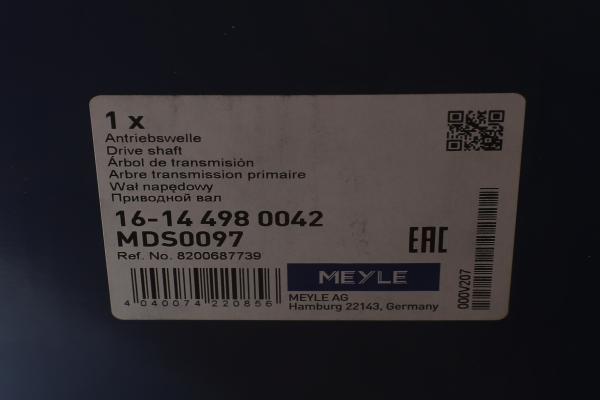 1 x
Antriebswelle
Drive shaft
Árbol de transmisión
Arbre transmission primaire
Wał napędowy
Приводной вал
16-14 498 0042
MDS0097
Ref. No. 8200687739
EAC
MEYLE
MEYLE AG
Hamburg 22143, Germany
4 040074 220856
000V207